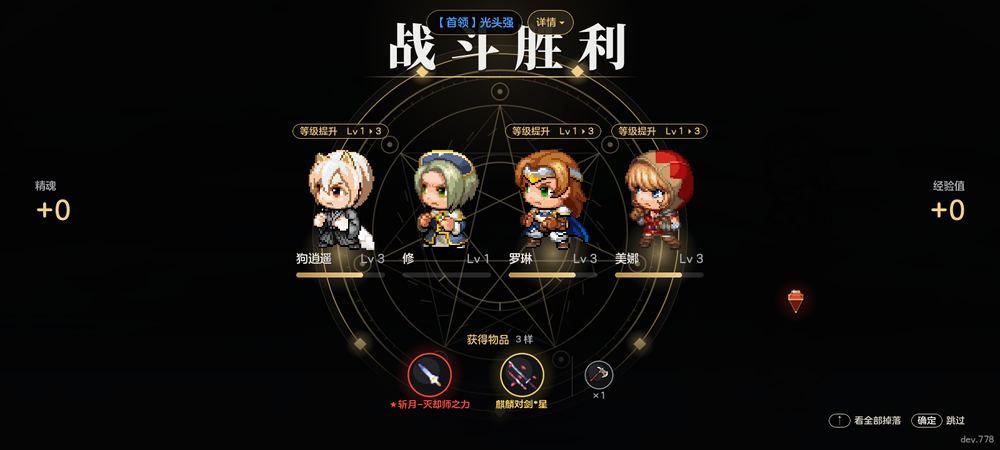 【首领】光头强 详情
战斗胜利
等级提升 Lv 1 ▸ 3
等级提升 Lv 1 ▸ 3
等级提升 Lv 1 ▸ 3
精魂
+0
经验值
+0
狗逍遥 Lv 3
修 Lv 1
罗琳 Lv 3
美娜 Lv 3
获得物品 3 样
★斩月-灭却师之力
麒麟对剑*星
×1
↑ 看全部掉落 确定 跳过
dev.778